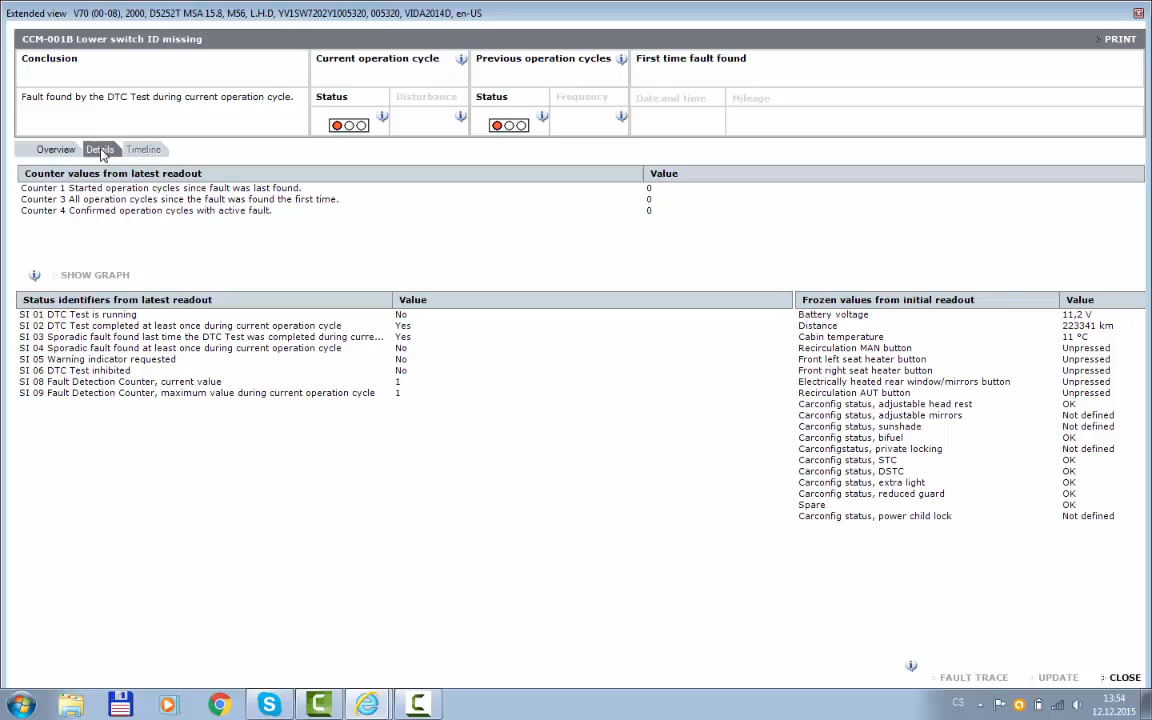 Extended view V70 (00-08), 2000, D5252T MSA 15.8, M56, L.H.D, YV1SW7202Y1005320, 005320, VIDA2014D, en-US
CCM-001B Lower switch ID missing
PRINT
Conclusion
Current operation cycle
Previous operation cycles
First time fault found
Fault found by the DTC Test during current operation cycle.
Status
Disturbance
Status
Frequency
Date and time
Mileage
Overview
Details
Timeline
Counter values from latest readout Value
Counter 1 Started operation cycles since fault was last found. 0
Counter 3 All operation cycles since the fault was found the first time. 0
Counter 4 Confirmed operation cycles with active fault. 0
SHOW GRAPH
Status identifiers from latest readout Value
SI 01 DTC Test is running No
SI 02 DTC Test completed at least once during current operation cycle Yes
SI 03 Sporadic fault found last time the DTC Test was completed during curre... Yes
SI 04 Sporadic fault found at least once during current operation cycle No
SI 05 Warning indicator requested No
SI 06 DTC Test inhibited No
SI 08 Fault Detection Counter, current value 1
SI 09 Fault Detection Counter, maximum value during current operation cycle 1
Frozen values from initial readout Value
Battery voltage 11,2 V
Distance 223341 km
Cabin temperature 11 °C
Recirculation MAN button Unpressed
Front left seat heater button Unpressed
Front right seat heater button Unpressed
Electrically heated rear window/mirrors button Unpressed
Recirculation AUT button Unpressed
Carconfig status, adjustable head rest OK
Carconfig status, adjustable mirrors Not defined
Carconfig status, sunshade Not defined
Carconfig status, bifuel OK
Carconfigstatus, private locking Not defined
Carconfig status, STC OK
Carconfig status, DSTC OK
Carconfig status, extra light OK
Carconfig status, reduced guard OK
Spare OK
Carconfig status, power child lock Not defined
FAULT TRACE
UPDATE
CLOSE
CS
13:54
12.12.2015